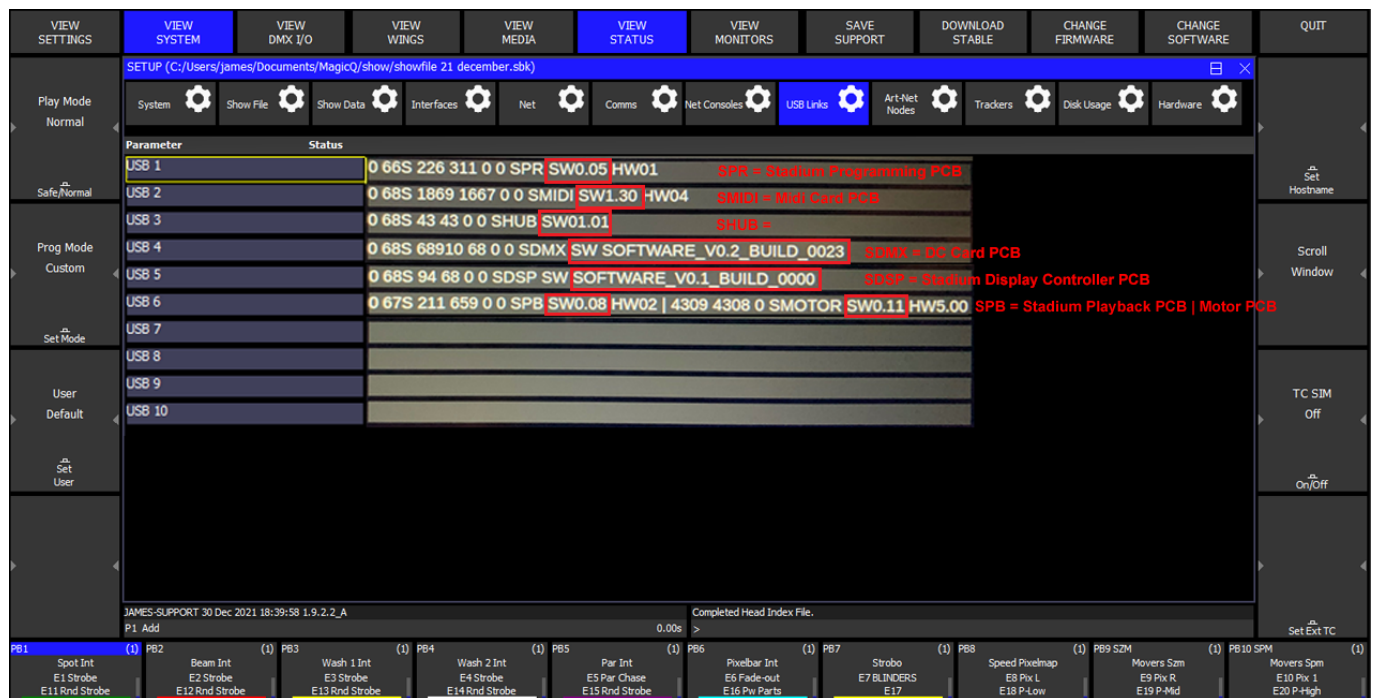 VIEW SETTINGS
VIEW SYSTEM
VIEW DMX I/O
VIEW WINGS
VIEW MEDIA
VIEW STATUS
VIEW MONITORS
SAVE SUPPORT
DOWNLOAD STABLE
CHANGE FIRMWARE
CHANGE SOFTWARE
QUIT
SETUP (C:/Users/james/Documents/MagicQ/show/showfile 21 december.sbk)
System
Show File
Show Data
Interfaces
Net
Comms
Net Consoles
USB Links
Art-Net Nodes
Trackers
Disk Usage
Hardware
Play Mode
Normal
Safe/Normal
Prog Mode
Custom
Set Mode
User
Default
Set
User
Parameter Status
USB 1 0 66S 226 311 0 0 SPR SW0.05 HW01 SPR = Stadium Programming PCB
USB 2 0 68S 1869 1667 0 0 SMIDI SW1.30 HW04 SMIDI = Midi Card PCB
USB 3 0 68S 43 43 0 0 SHUB SW01.01 SHUB =
USB 4 0 68S 68910 68 0 0 SDMX SW SOFTWARE_V0.2_BUILD_0023 SDMX = DC Card PCB
USB 5 0 68S 94 68 0 0 SDSP SW SOFTWARE_V0.1_BUILD_0000 SDSP = Stadium Display Controller PCB
USB 6 0 67S 211 659 0 0 SPB SW0.08 HW02 | 4309 4308 0 SMOTOR SW0.11 HW5.00 SPB = Stadium Playback PCB | Motor PCB
USB 7
USB 8
USB 9
USB 10
Set
Hostname
Scroll
Window
TC SIM
Off
On/Off
Set Ext TC
JAMES-SUPPORT 30 Dec 2021 18:39:58 1.9.2.2_A
Completed Head Index File.
P1 Add 0.00s >
PB1 (1) PB2 (1) PB3 (1) PB4 (1) PB5 (1) PB6 (1) PB7 (1) PB8 (1) PB9 SZM (1) PB10 SPM (1)
Spot Int Beam Int Wash 1 Int Wash 2 Int Par Int Pixelbar Int Strobo Speed Pixelmap Movers Szm Movers Spm
E1 Strobe E2 Strobe E3 Strobe E4 Strobe E5 Par Chase E6 Fade-out E7 BLINDERS E8 Pix L E9 Pix R E10 Pix 1
E11 Rnd Strobe E12 Rnd Strobe E13 Rnd Strobe E14 Rnd Strobe E15 Rnd Strobe E16 Pw Parts E17 E18 P-Low E19 P-Mid E20 P-High